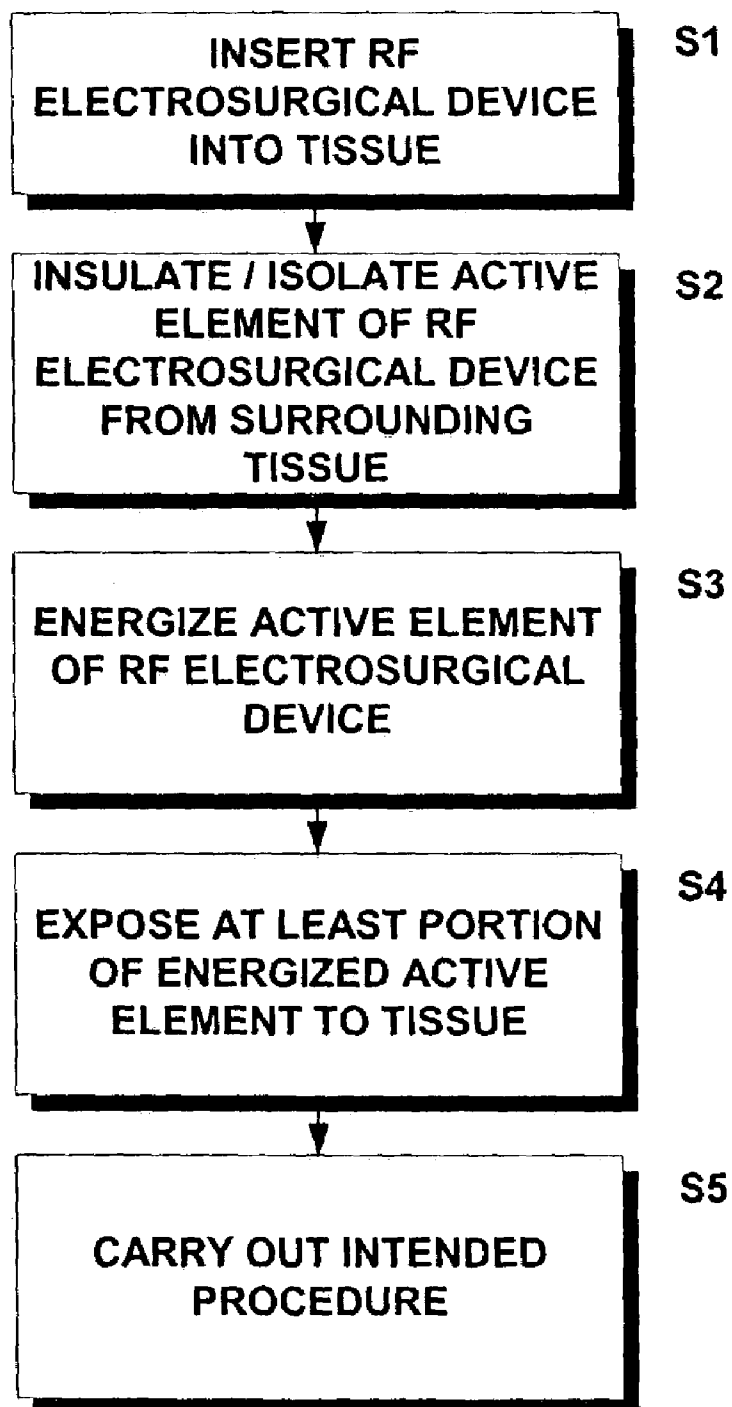 INSERT RF
ELECTROSURGICAL DEVICE
INTO TISSUE
S1
INSULATE / ISOLATE ACTIVE
ELEMENT OF RF
ELECTROSURGICAL DEVICE
FROM SURROUNDING
TISSUE
S2
ENERGIZE ACTIVE ELEMENT
OF RF ELECTROSURGICAL
DEVICE
S3
EXPOSE AT LEAST PORTION
OF ENERGIZED ACTIVE
ELEMENT TO TISSUE
S4
CARRY OUT INTENDED
PROCEDURE
S5